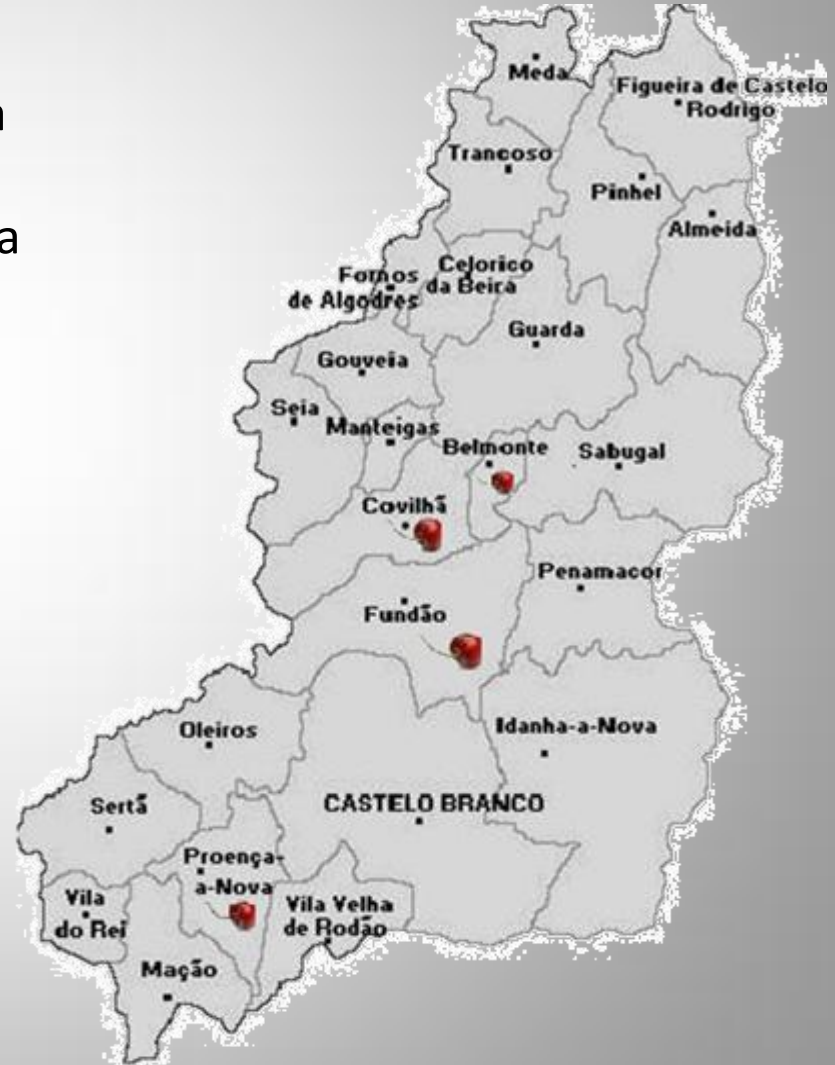 a
Meda
Figueira de Castelo
Rodrigo
Trancoso
Pinhel
Almeida
Celorico
da Beira
Fornos
de Algodres
Guarda
Gouveia
Seia
Manteigas
Belmonte
Sabugal
Covilhã
Penamacor
Fundão
Oleiros
Idanha-a-Nova
Sertã
CASTELO BRANCO
Proença-
a-Nova
Vila
do Rei
Vila Velha
de Rodão
Mação